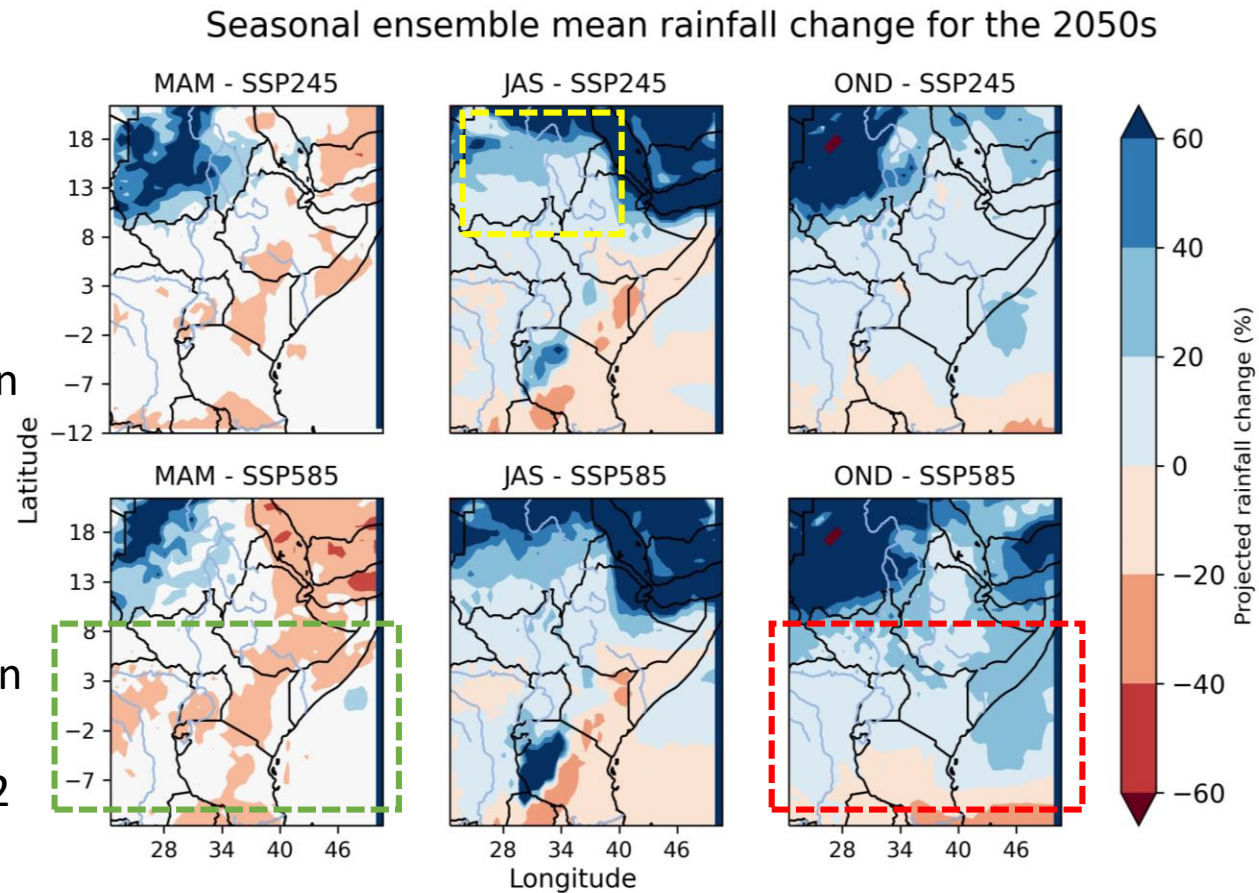 Seasonal ensemble mean rainfall change for the 2050s
MAM - SSP245
JAS - SSP245
OND - SSP245
18
13
8
3
−2
−7
−12
n
Latitude
MAM - SSP585
JAS - SSP585
OND - SSP585
18
13
8
3
−2
−7
n
2
28 34 40 46
28 34 40 46
28 34 40 46
Longitude
60
40
20
0
−20
−40
−60
Projected rainfall change (%)